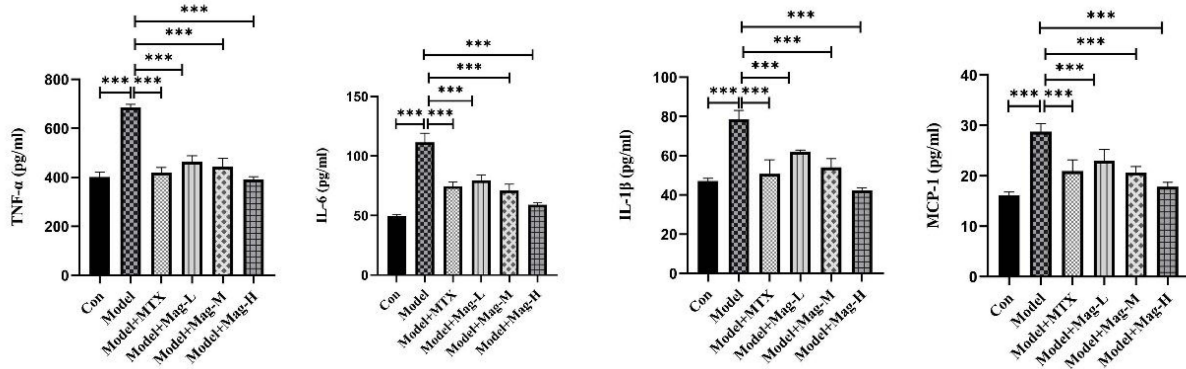 ***
***
***
*** ***
TNF-α (pg/ml)
800
600
400
200
0
Con
Model
Model+MTX
Model+Mag-L
Model+Mag-M
Model+Mag-H
***
***
***
*** ***
IL-6 (pg/ml)
150
100
50
0
Con
Model
Model+MTX
Model+Mag-L
Model+Mag-M
Model+Mag-H
***
***
***
*** ***
IL-1β (pg/ml)
100
80
60
40
20
0
Con
Model
Model+MTX
Model+Mag-L
Model+Mag-M
Model+Mag-H
***
***
***
*** ***
MCP-1 (pg/ml)
40
30
20
10
0
Con
Model
Model+MTX
Model+Mag-L
Model+Mag-M
Model+Mag-H